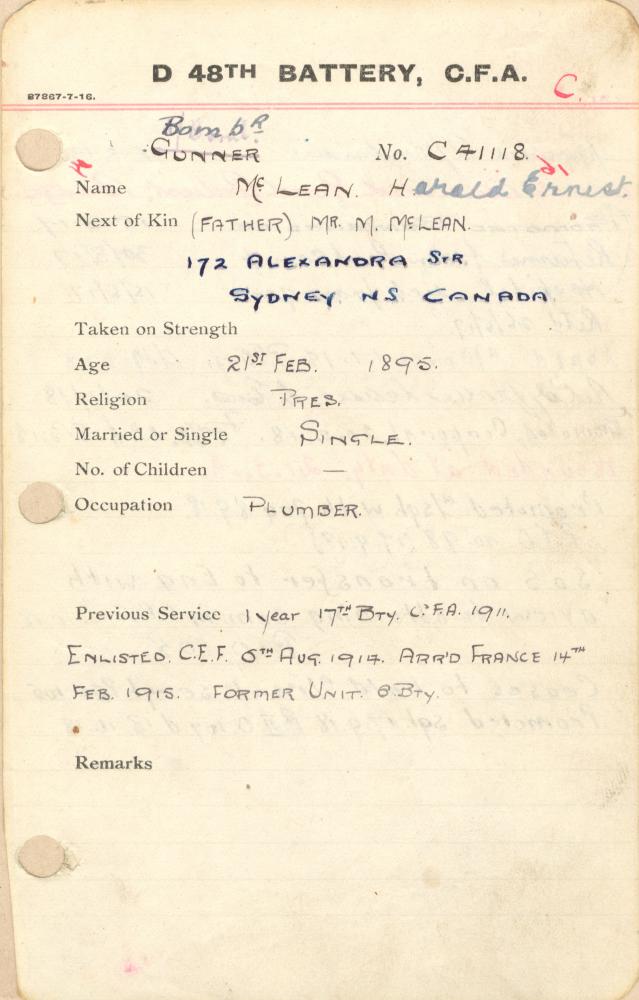 D 48TH BATTERY, C.F.A.
87867-7-16.
C.
Bombr
GUNNER No. C 41118.
Name McLEAN. Harold Ernest.
Next of Kin (FATHER) MR. M. McLEAN.
172 ALEXANDRA STR
SYDNEY NS CANADA
Taken on Strength
Age 21ST FEB. 1895.
Religion PRES.
Married or Single SINGLE.
No. of Children —
Occupation PLUMBER.
Previous Service 1 year 17TH BTY. C.F.A. 1911.
ENLISTED. C.E.F. 6TH AUG. 1914. ARR'D FRANCE 14TH
FEB. 1915. FORMER UNIT. 6 BTY.
Remarks